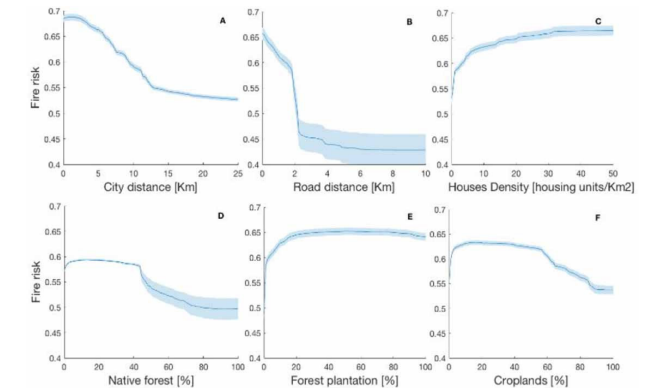 A
0.7
0.65
0.6
0.55
0.5
0.45
0.4
Fire risk
0 5 10 15 20 25
City distance [Km]
B
0.7
0.65
0.6
0.55
0.5
0.45
0.4
0 2 4 6 8 10
Road distance [Km]
C
0.7
0.65
0.6
0.55
0.5
0.45
0.4
0 10 20 30 40 50
Houses Density [housing units/Km2]
D
0.7
0.65
0.6
0.55
0.5
0.45
0.4
Fire risk
0 20 40 60 80 100
Native forest [%]
E
0.7
0.65
0.6
0.55
0.5
0.45
0.4
0 20 40 60 80 100
Forest plantation [%]
F
0.7
0.65
0.6
0.55
0.5
0.45
0.4
0 20 40 60 80 100
Croplands [%]